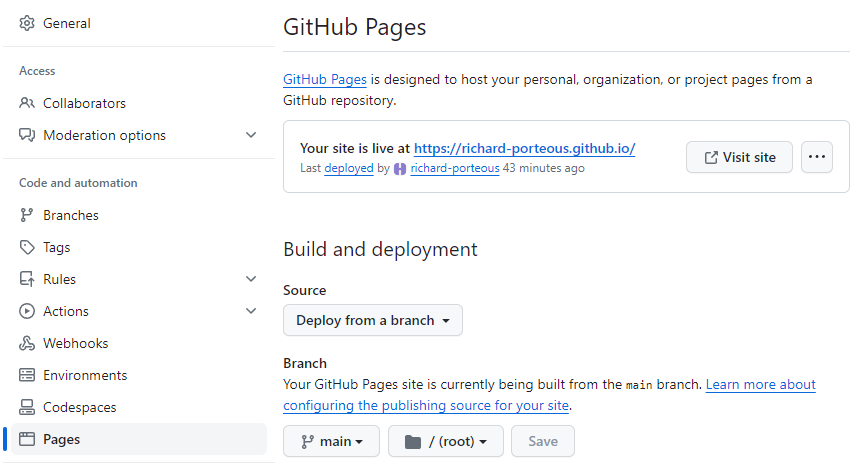 General
Access
Collaborators
Moderation options
Code and automation
Branches
Tags
Rules
Actions
Webhooks
Environments
Codespaces
Pages
GitHub Pages
GitHub Pages is designed to host your personal, organization, or project pages from a
GitHub repository.
Your site is live at https://richard-porteous.github.io/
Last deployed by richard-porteous 43 minutes ago
Visit site
Build and deployment
Source
Deploy from a branch
Branch
Your GitHub Pages site is currently being built from the main branch. Learn more about
configuring the publishing source for your site.
main
/ (root)
Save